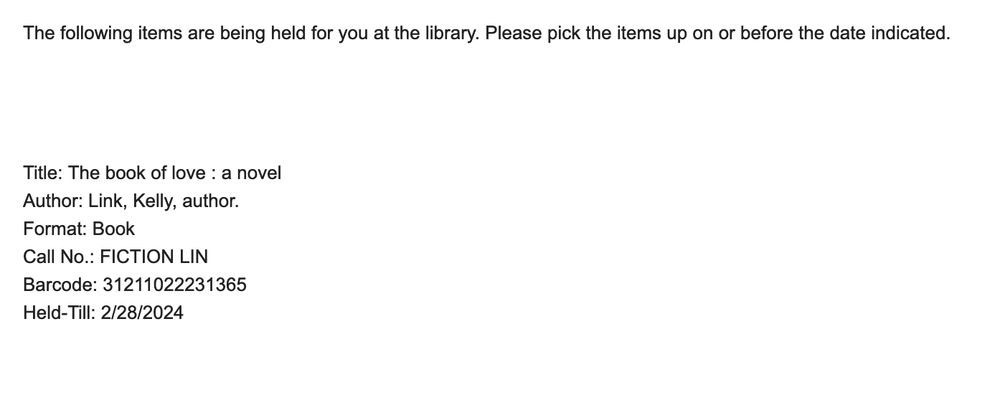 The following items are being held for you at the library. Please pick the items up on or before the date indicated.
Title: The book of love : a novel
Author: Link, Kelly, author.
Format: Book
Call No.: FICTION LIN
Barcode: 31211022231365
Held-Till: 2/28/2024